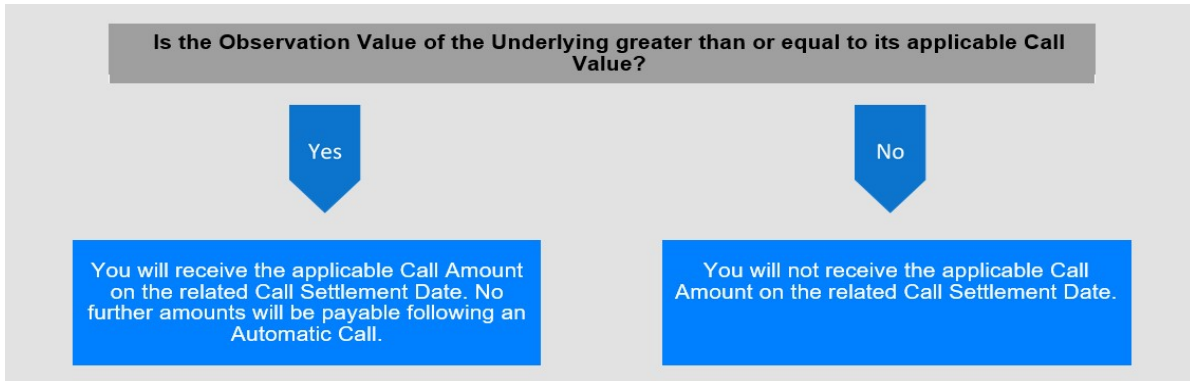 Is the Observation Value of the Underlying greater than or equal to its applicable Call
Value?
Yes
No
You will receive the applicable Call Amount
on the related Call Settlement Date. No
further amounts will be payable following an
Automatic Call.
You will not receive the applicable Call
Amount on the related Call Settlement Date.